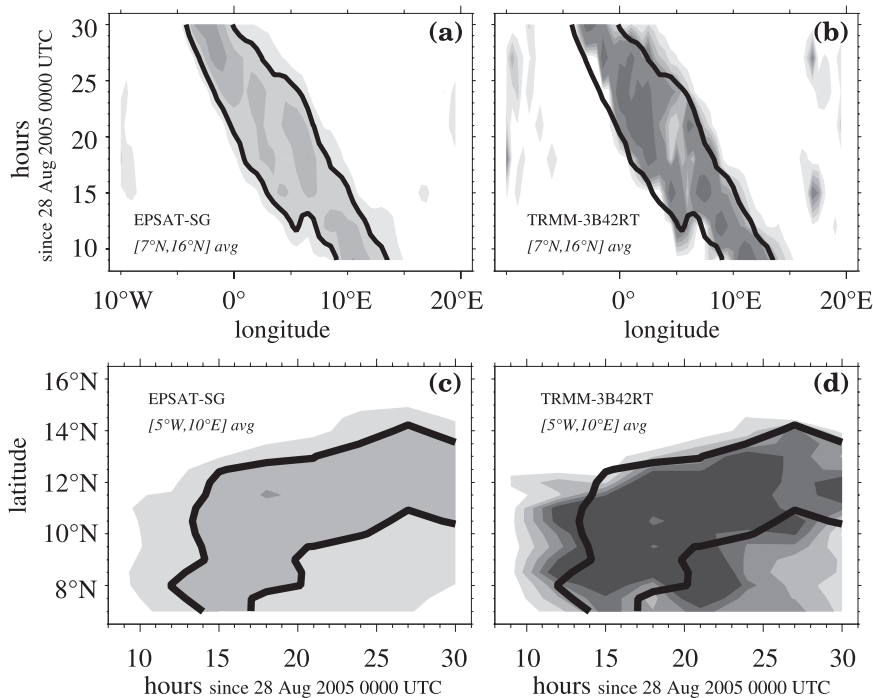 (a)
(b)
30
25
20
15
10
hours
since 28 Aug 2005 0000 UTC
EPSAT-SG
[7°N,16°N] avg
TRMM-3B42RT
[7°N,16°N] avg
10°W 0° 10°E 20°E
0° 10°E 20°E
longitude
longitude
(c)
(d)
16°N
14°N
12°N
10°N
8°N
latitude
EPSAT-SG
[5°W,10°E] avg
TRMM-3B42RT
[5°W,10°E] avg
10 15 20 25 30
10 15 20 25 30
hours since 28 Aug 2005 0000 UTC
hours since 28 Aug 2005 0000 UTC